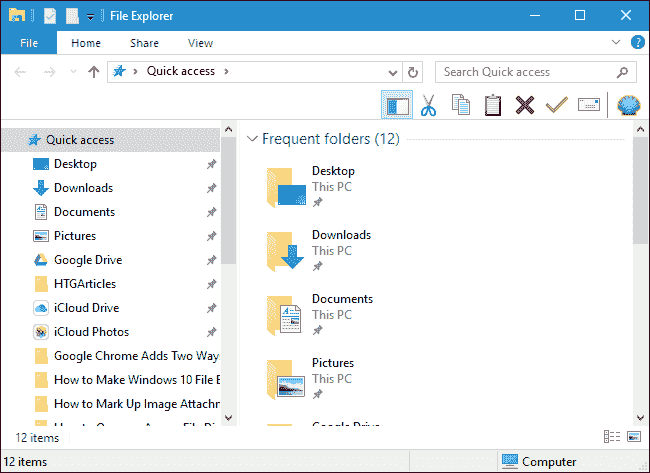 File Explorer
File Home Share View
Quick access
Search Quick access
Quick access
Desktop
Downloads
Documents
Pictures
Google Drive
HTGArticles
iCloud Drive
iCloud Photos
Google Chrome Adds Two Way
How to Make Windows 10 File E
How to Mark Up Image Attachm
Frequent folders (12)
Desktop
This PC
Downloads
This PC
Documents
This PC
Pictures
This PC
Google Drive
12 items
12 items
Computer